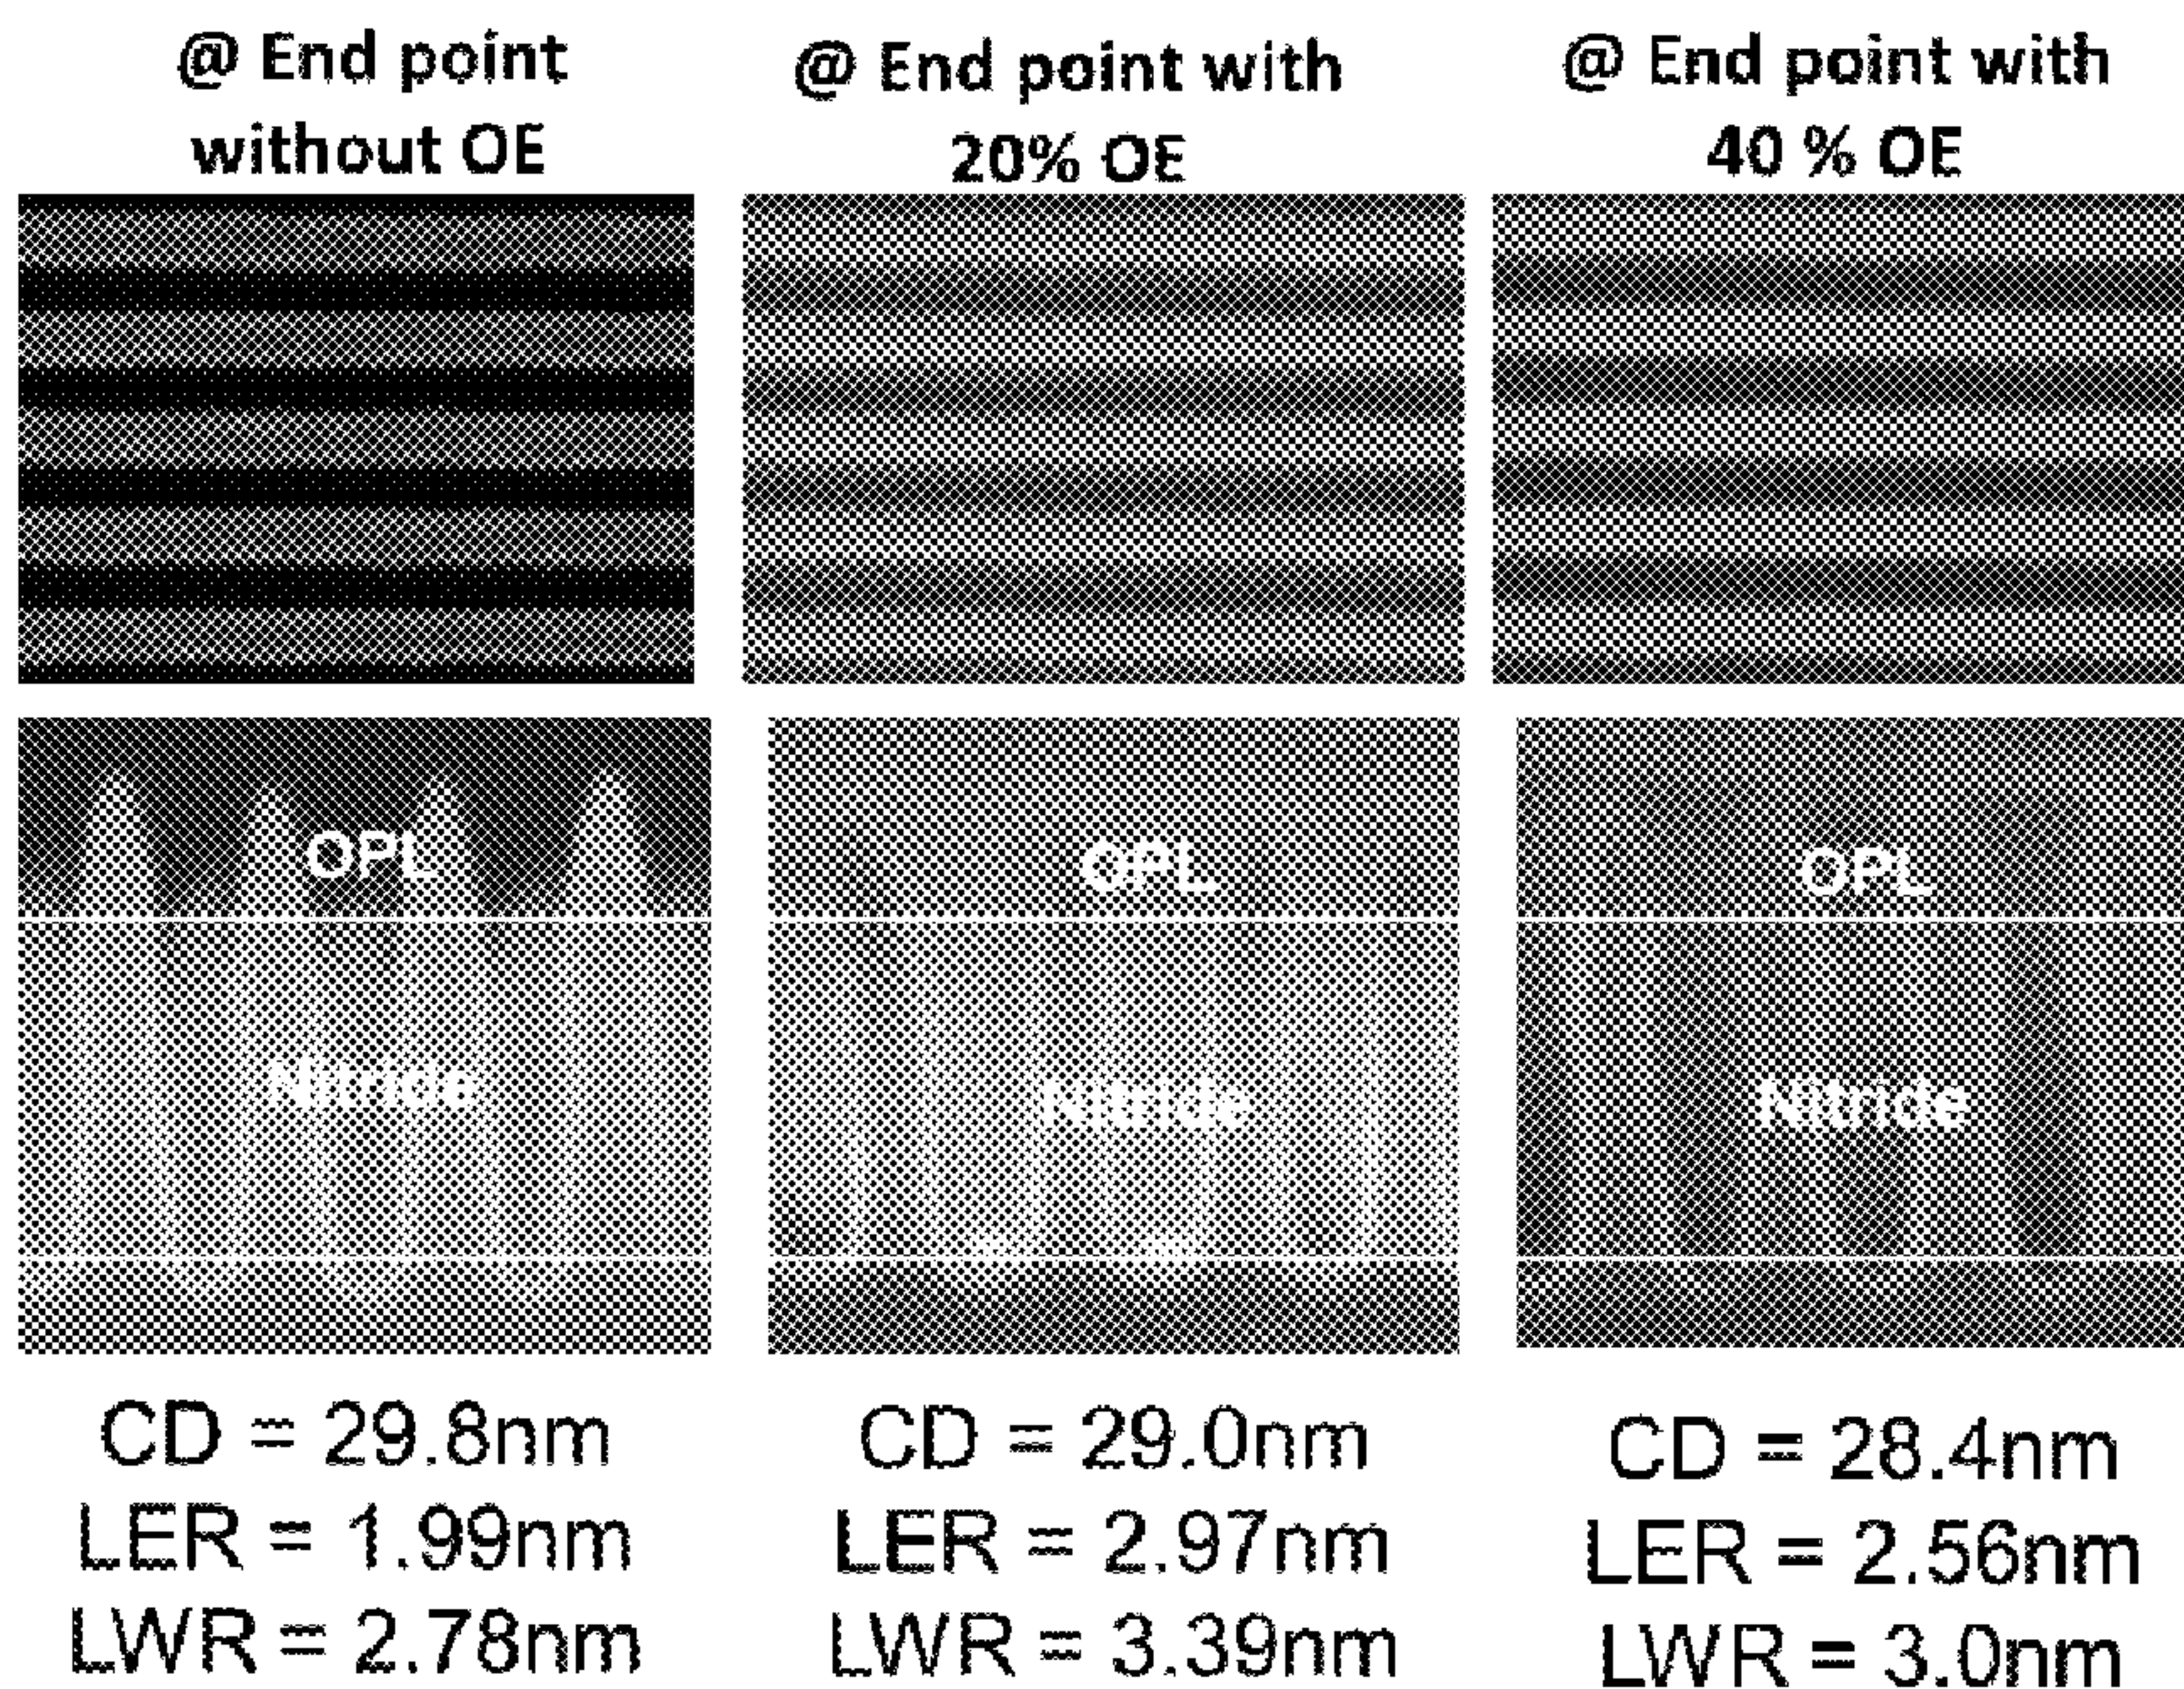 @ End point
without OE
@ End point with
20% OE
@ End point with
40 % OE
OPL
OPL
OPL
Nitride
Nitride
Nitride
CD = 29.8nm
LER = 1.99nm
LWR = 2.78nm
CD = 29.0nm
LER = 2.97nm
LWR = 3.39nm
CD = 28.4nm
LER = 2.56nm
LWR = 3.0nm